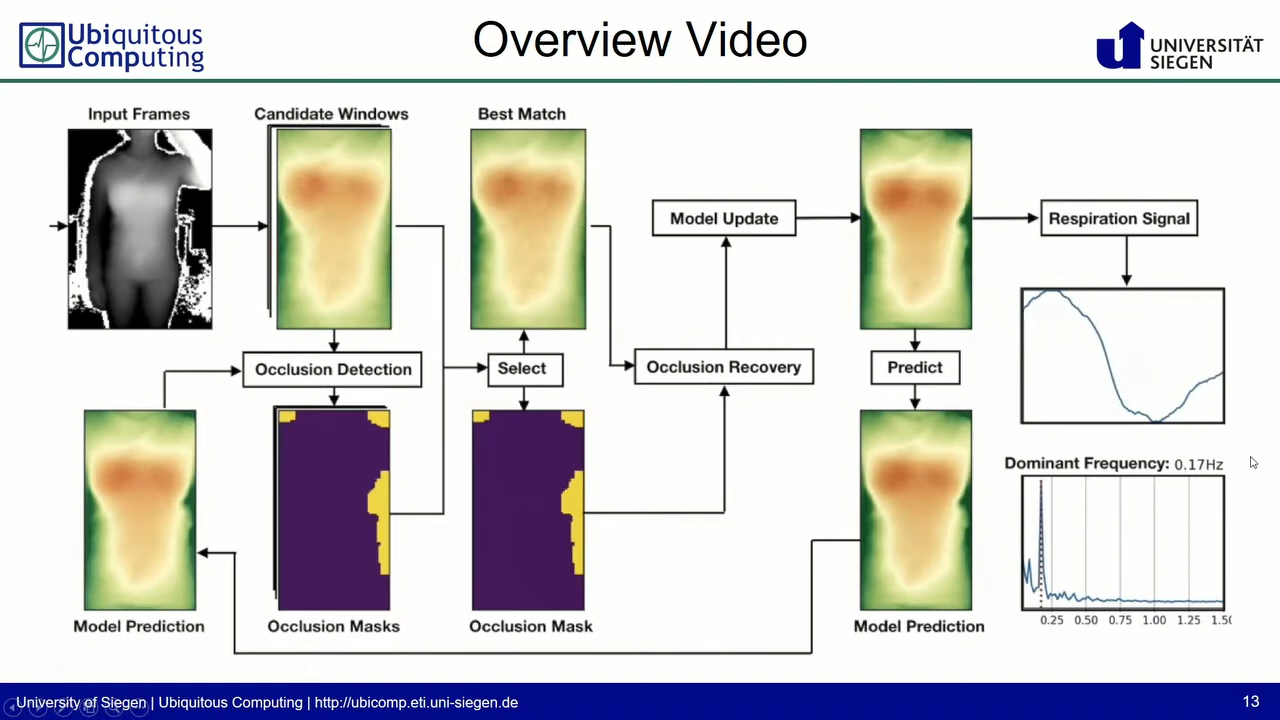 Ubiquitous
Computing
Overview Video
UNIVERSITÄT
SIEGEN
Input Frames
Candidate Windows
Best Match
Model Update
Respiration Signal
Occlusion Detection
Select
Occlusion Recovery
Predict
Dominant Frequency: 0.17Hz
0.25 0.50 0.75 1.00 1.25 1.50
Model Prediction
Occlusion Masks
Occlusion Mask
Model Prediction
University of Siegen | Ubiquitous Computing | http://ubicomp.eti.uni-siegen.de
13